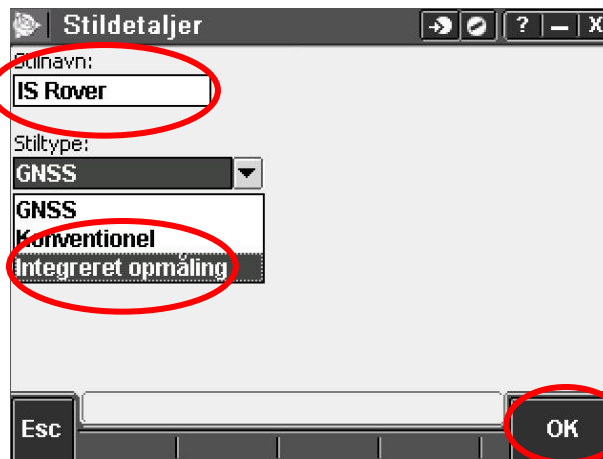 Stildetaljer
? — X
Stilnavn:
IS Rover
Stiltype:
GNSS
GNSS
Konventionel
Integreret opmåling
Esc
OK